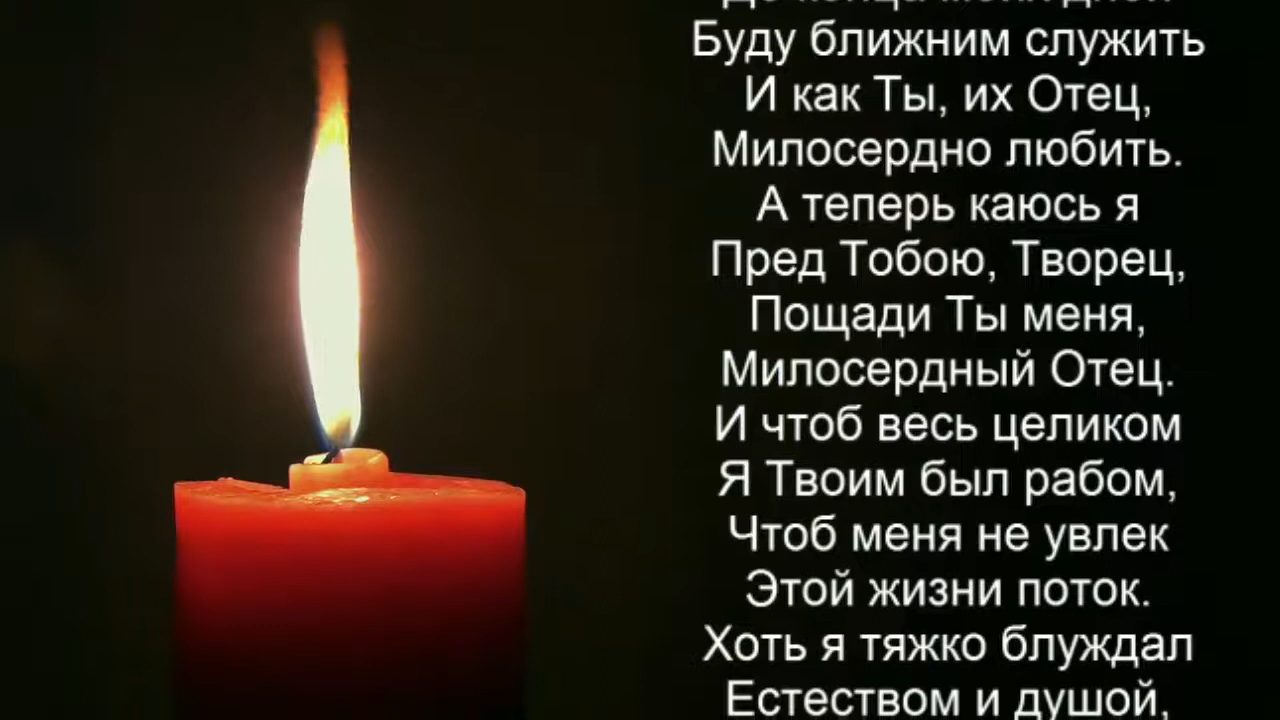 Буду ближним служить
И как Ты, их Отец,
Милосердно любить.
А теперь каюсь я
Пред Тобою, Творец,
Пощади Ты меня,
Милосердный Отец.
И чтоб весь целиком
Я Твоим был рабом,
Чтоб меня не увлек
Этой жизни поток.
Хоть я тяжко блуждал
Естеством и душой,